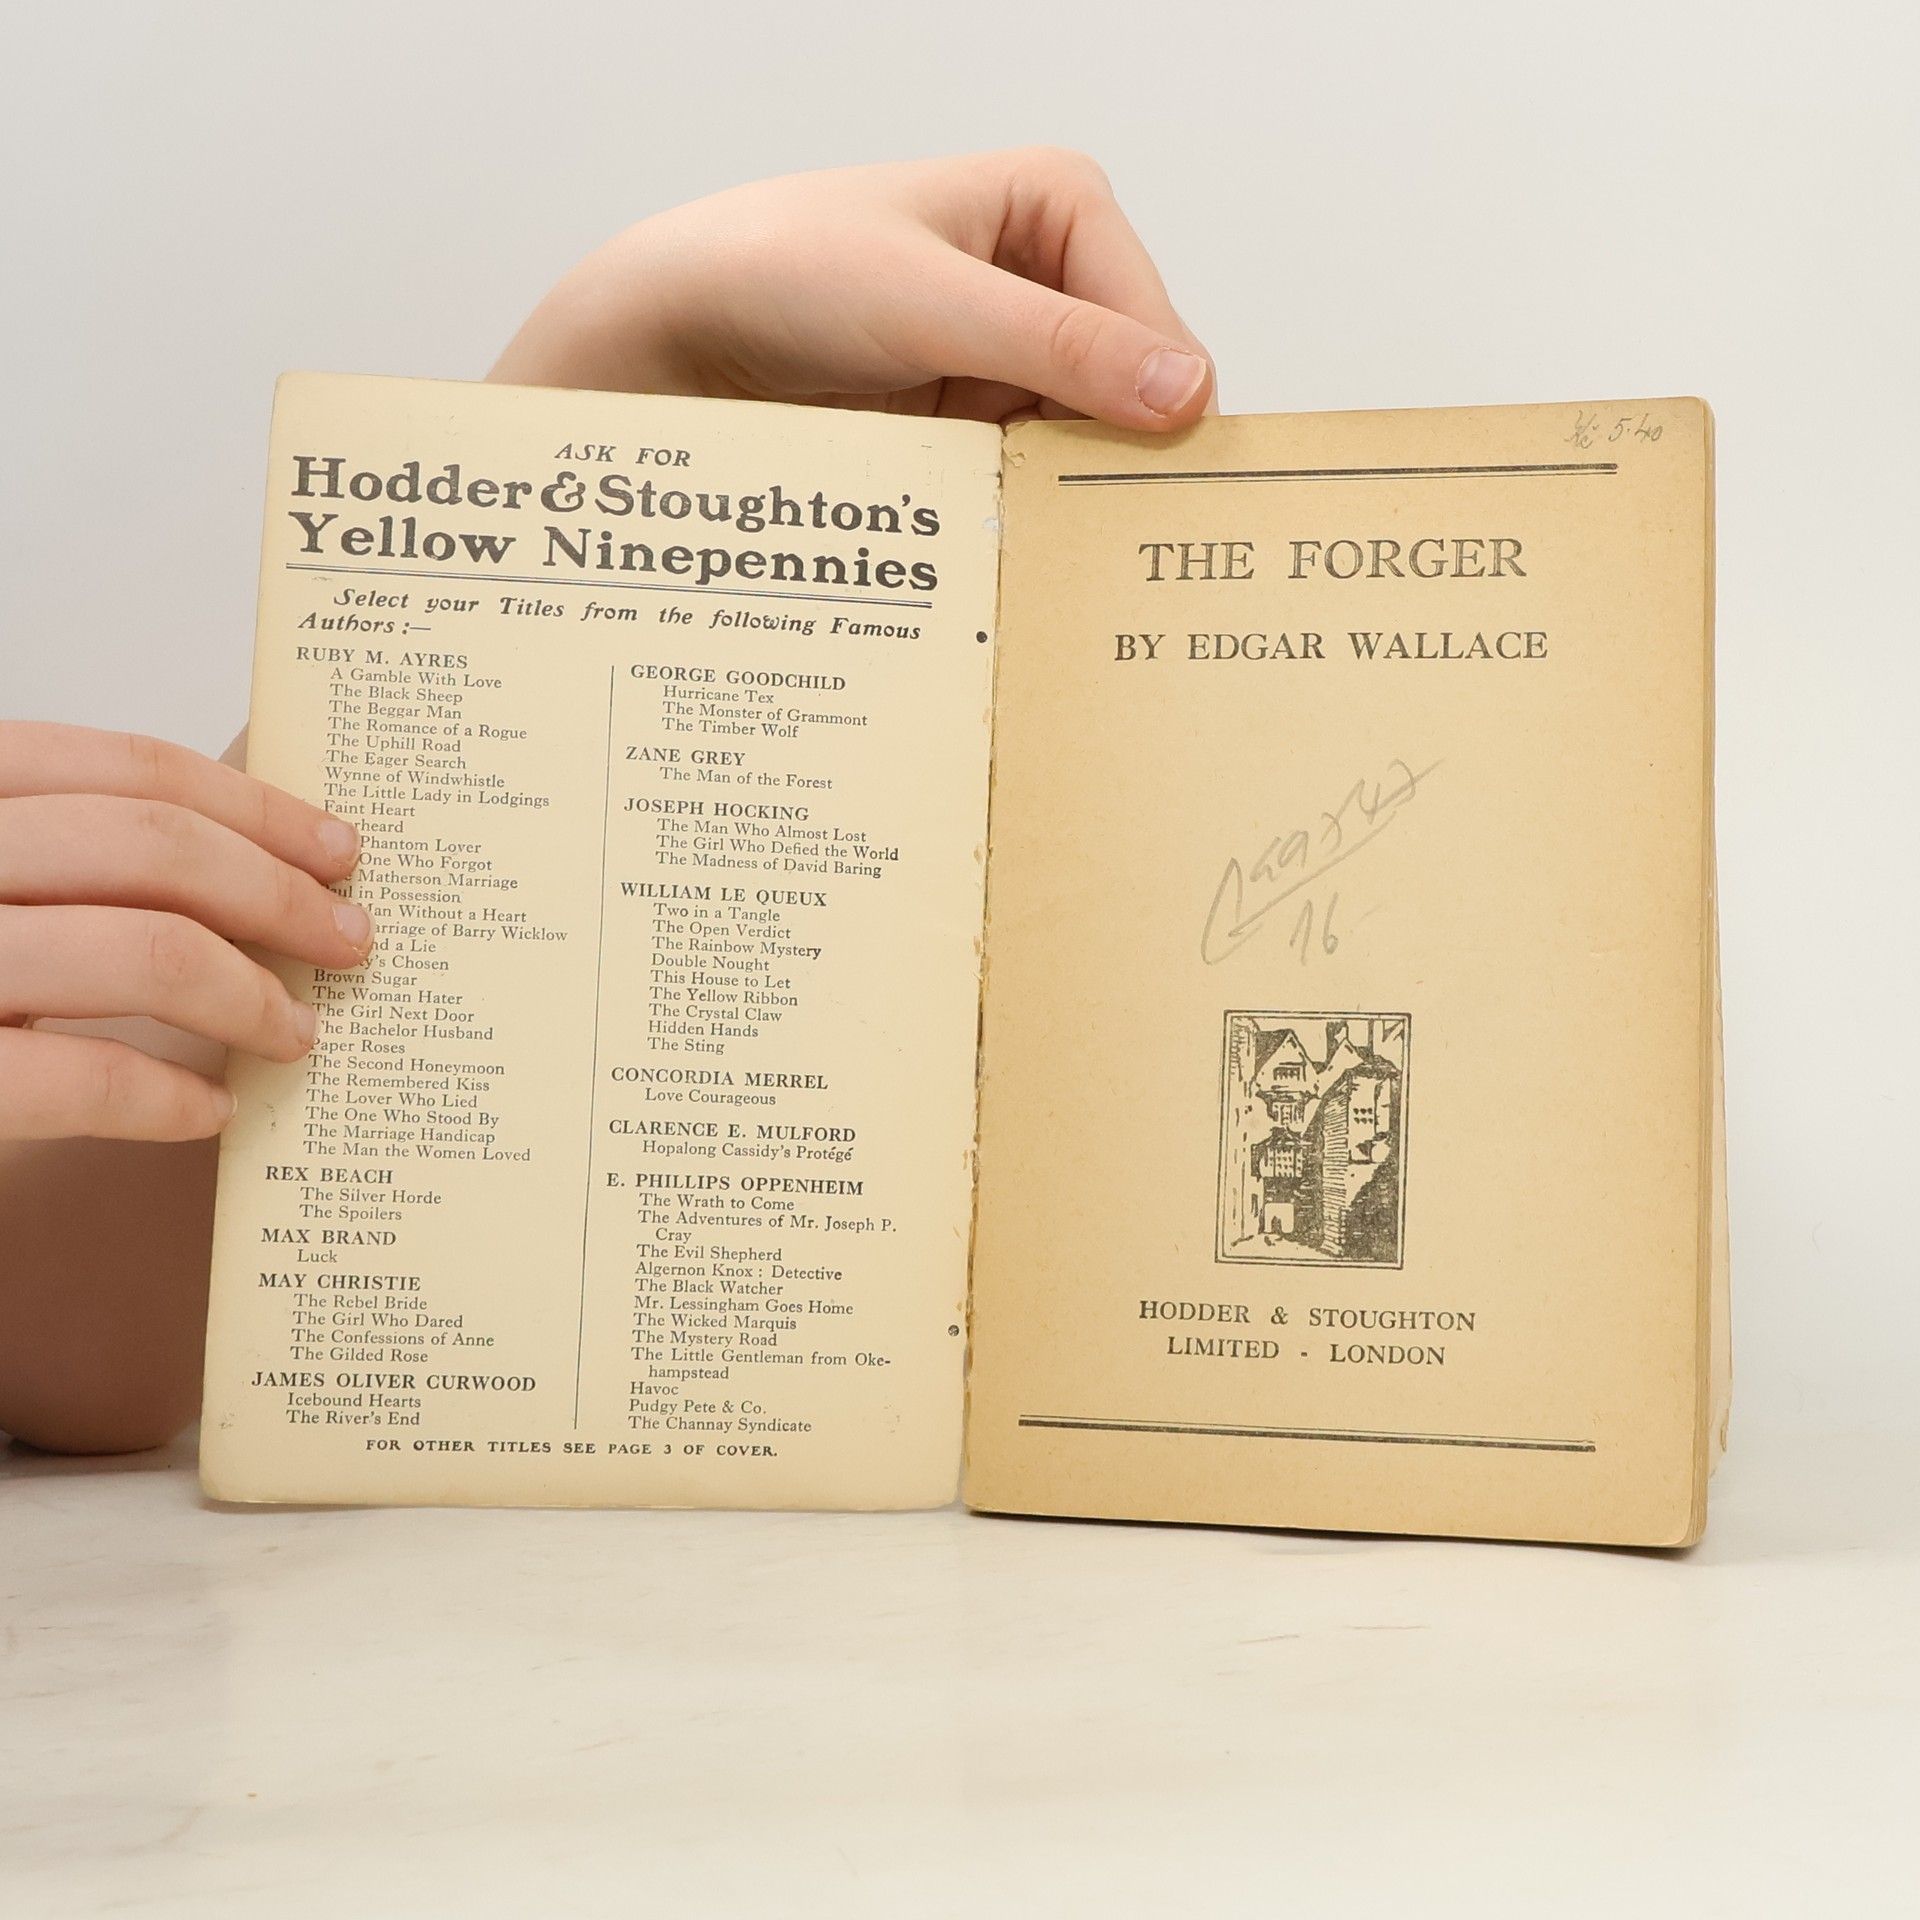 ASK FOR
Hodder & Stoughton's
Yellow Ninepennies
Select your Titles from the following Famous
Authors :—
RUBY M. AYRES
A Gamble With Love
The Black Sheep
The Beggar Man
The Romance of a Rogue
The Uphill Road
The Eager Search
Wynne of Windwhistle
The Little Lady in Lodgings
Faint Heart
rheard
Phantom Lover
One Who Forgot
Matherson Marriage
in Possession
Man Without a Heart
arriage of Barry Wicklow
nd a Lie
y's Chosen
Brown Sugar
The Woman Hater
The Girl Next Door
The Bachelor Husband
Paper Roses
The Second Honeymoon
The Remembered Kiss
The Lover Who Lied
The One Who Stood By
The Marriage Handicap
The Man the Women Loved
REX BEACH
The Silver Horde
The Spoilers
MAX BRAND
Luck
MAY CHRISTIE
The Rebel Bride
The Girl Who Dared
The Confessions of Anne
The Gilded Rose
JAMES OLIVER CURWOOD
Icebound Hearts
The River's End
GEORGE GOODCHILD
Hurricane Tex
The Monster of Grammont
The Timber Wolf
ZANE GREY
The Man of the Forest
JOSEPH HOCKING
The Man Who Almost Lost
The Girl Who Defied the World
The Madness of David Baring
WILLIAM LE QUEUX
Two in a Tangle
The Open Verdict
The Rainbow Mystery
Double Nought
This House to Let
The Yellow Ribbon
The Crystal Claw
Hidden Hands
The Sting
CONCORDIA MERREL
Love Courageous
CLARENCE E. MULFORD
Hopalong Cassidy's Protégé
E. PHILLIPS OPPENHEIM
The Wrath to Come
The Adventures of Mr. Joseph P.
Cray
The Evil Shepherd
Algernon Knox : Detective
The Black Watcher
Mr. Lessingham Goes Home
The Wicked Marquis
The Mystery Road
The Little Gentleman from Oke-
hampstead
Havoc
Pudgy Pete & Co.
The Channay Syndicate
FOR OTHER TITLES SEE PAGE 3 OF COVER.
Kč 5.40
THE FORGER
BY EDGAR WALLACE
16
HODDER & STOUGHTON
LIMITED - LONDON